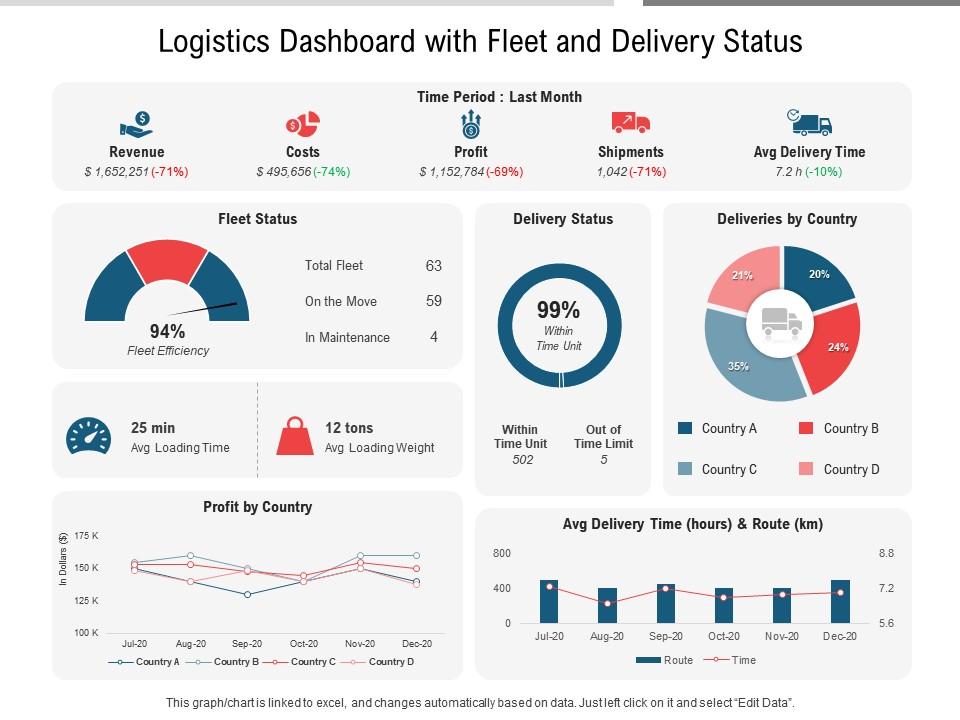 Logistics Dashboard with Fleet and Delivery Status
Time Period : Last Month
Revenue
$ 1,652,251 (-71%)
Costs
$ 495,656 (-74%)
Profit
$ 1,152,784 (-69%)
Shipments
1,042 (-71%)
Avg Delivery Time
7.2 h (-10%)
Fleet Status
94%
Fleet Efficiency
Total Fleet 63
On the Move 59
In Maintenance 4
25 min
Avg Loading Time
12 tons
Avg Loading Weight
Delivery Status
99%
Within
Time Unit
Within
Time Unit
502
Out of
Time Limit
5
Deliveries by Country
21%
20%
24%
35%
Country A
Country B
Country C
Country D
Profit by Country
In Dollars ($)
175 K
150 K
125 K
100 K
Jul-20 Aug-20 Sep-20 Oct-20 Nov-20 Dec-20
Country A Country B Country C Country D
Avg Delivery Time (hours) & Route (km)
800 8.8
400 7.2
0 5.6
Jul-20 Aug-20 Sep-20 Oct-20 Nov-20 Dec-20
Route Time
This graph/chart is linked to excel, and changes automatically based on data. Just left click on it and select “Edit Data”.